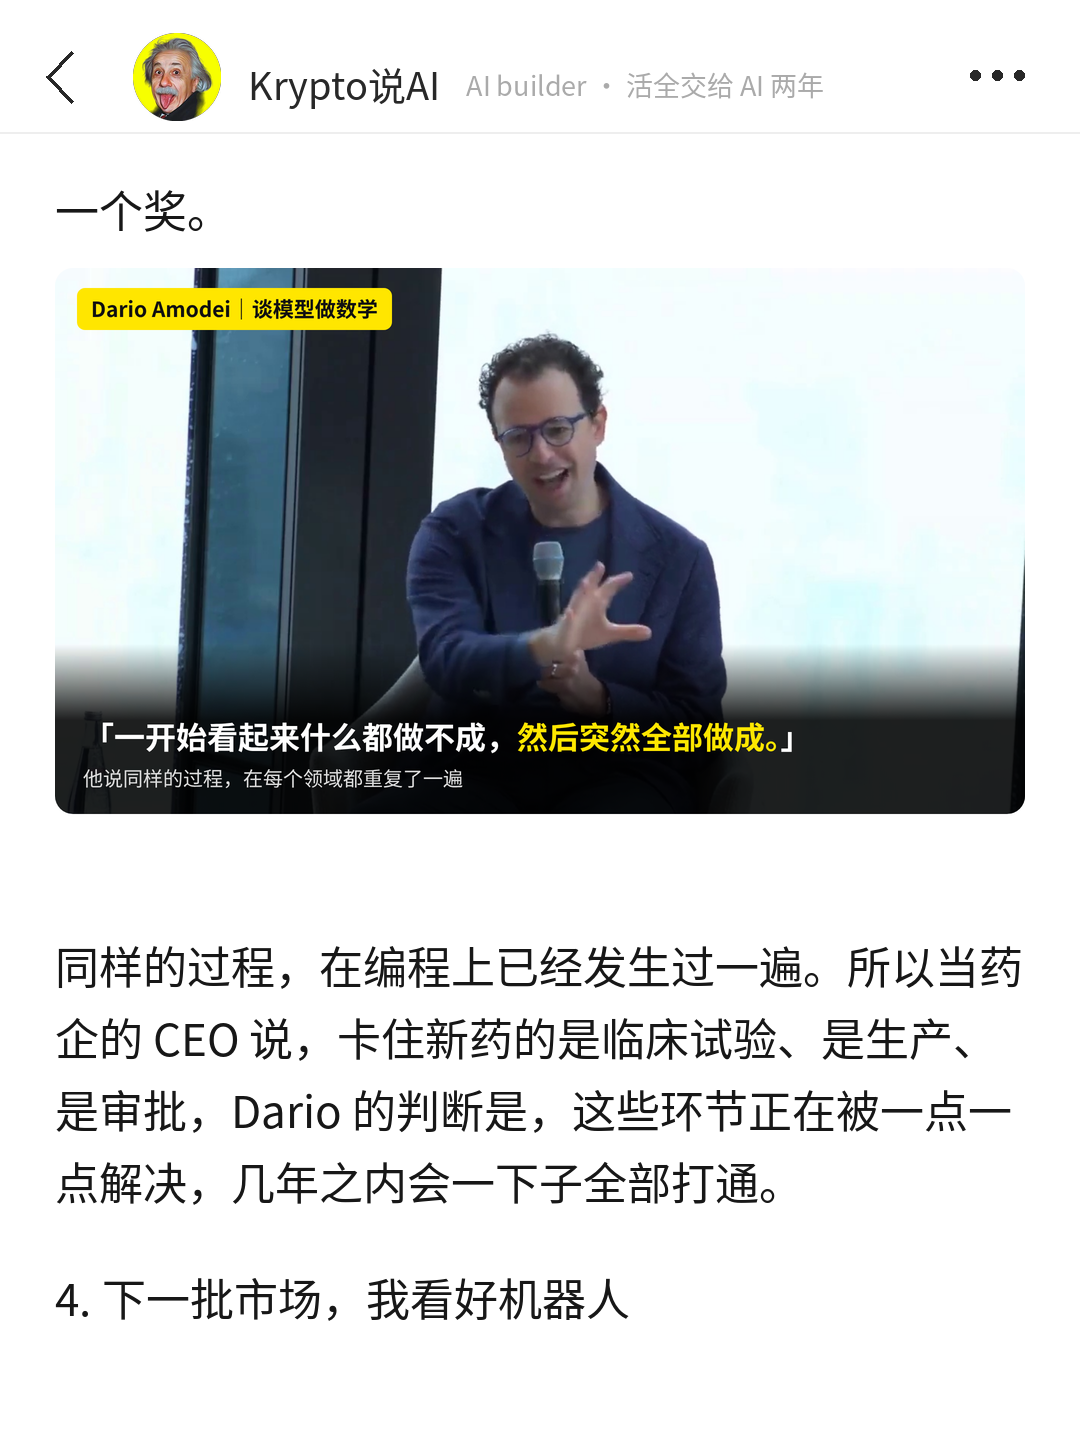 Krypto说AI AI builder · 活全交给 AI 两年
一个奖。
Dario Amodei｜谈模型做数学
「一开始看起来什么都做不成，然后突然全部做成。」
他说同样的过程，在每个领域都重复了一遍
同样的过程，在编程上已经发生过一遍。所以当药
企的 CEO 说，卡住新药的是临床试验、是生产、
是审批，Dario 的判断是，这些环节正在被一点一
点解决，几年之内会一下子全部打通。
4. 下一批市场，我看好机器人